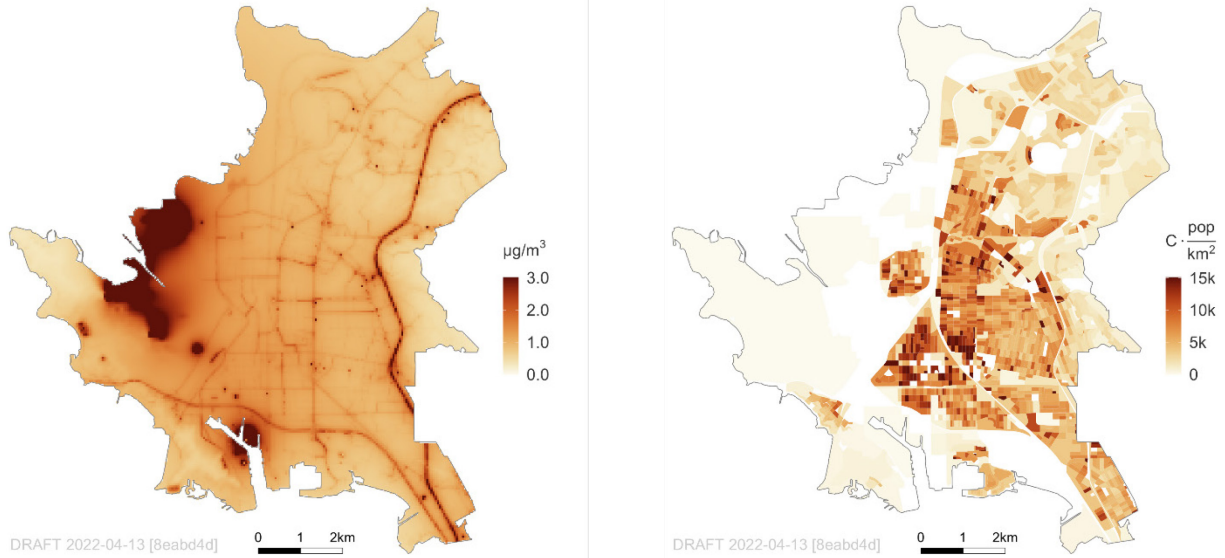 μg/m³
3.0
2.0
1.0
0.0
DRAFT 2022-04-13 [8eabd4d]
0 1 2km
C · pop
km²
15k
10k
5k
0
DRAFT 2022-04-13 [8eabd4d]
0 1 2km